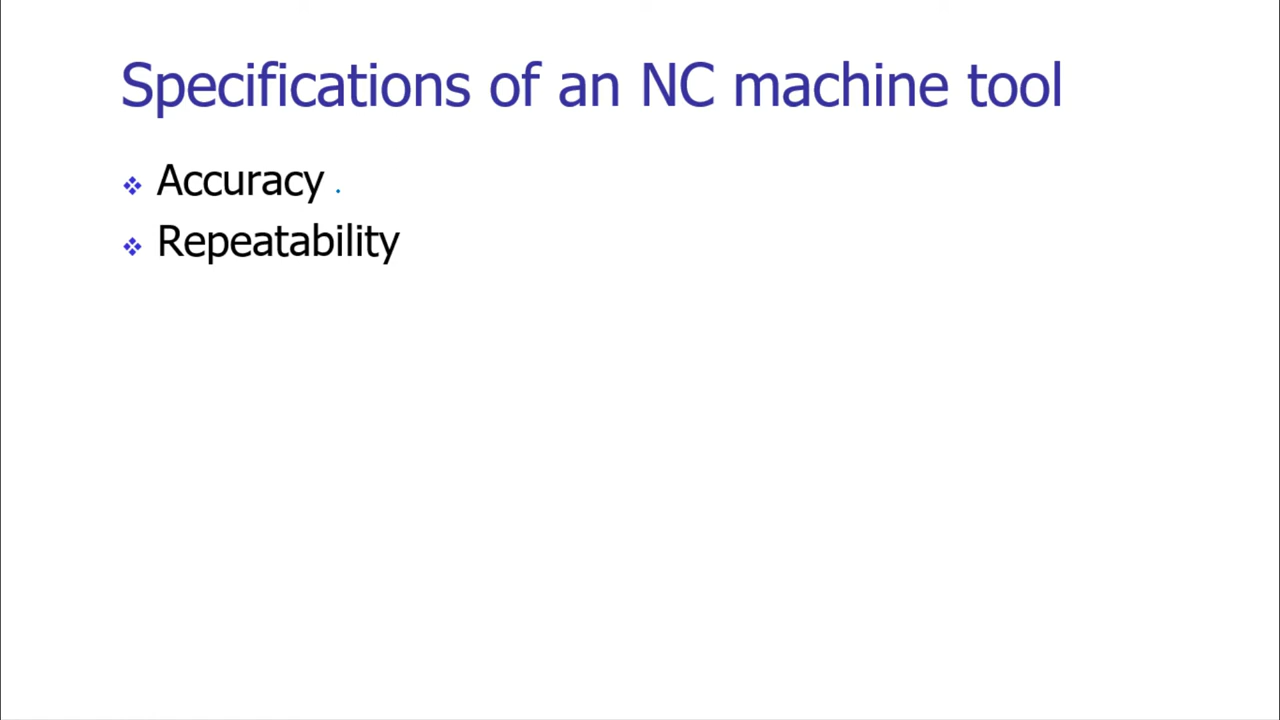 Specifications of an NC machine tool
❖ Accuracy
❖ Repeatability